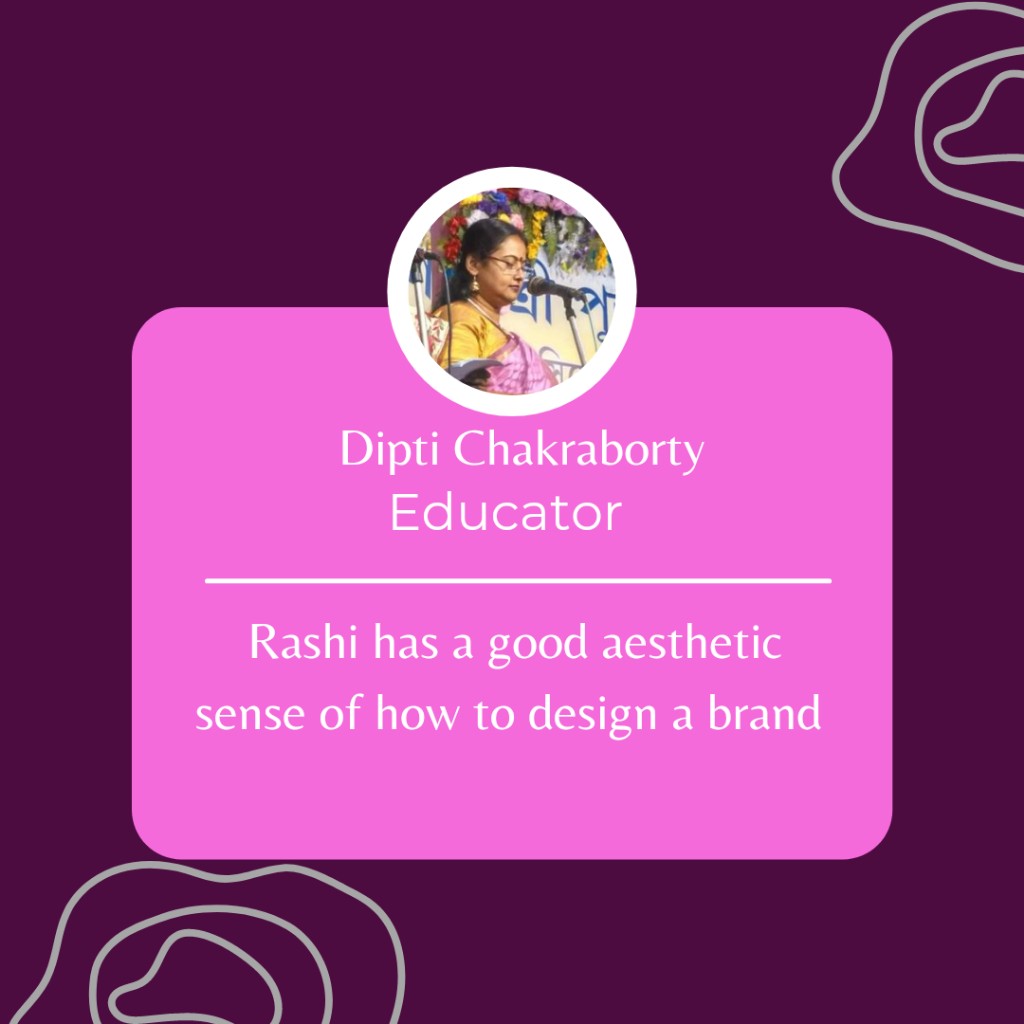 শ্রী
Dipti Chakraborty
Educator
Rashi has a good aesthetic
sense of how to design a brand